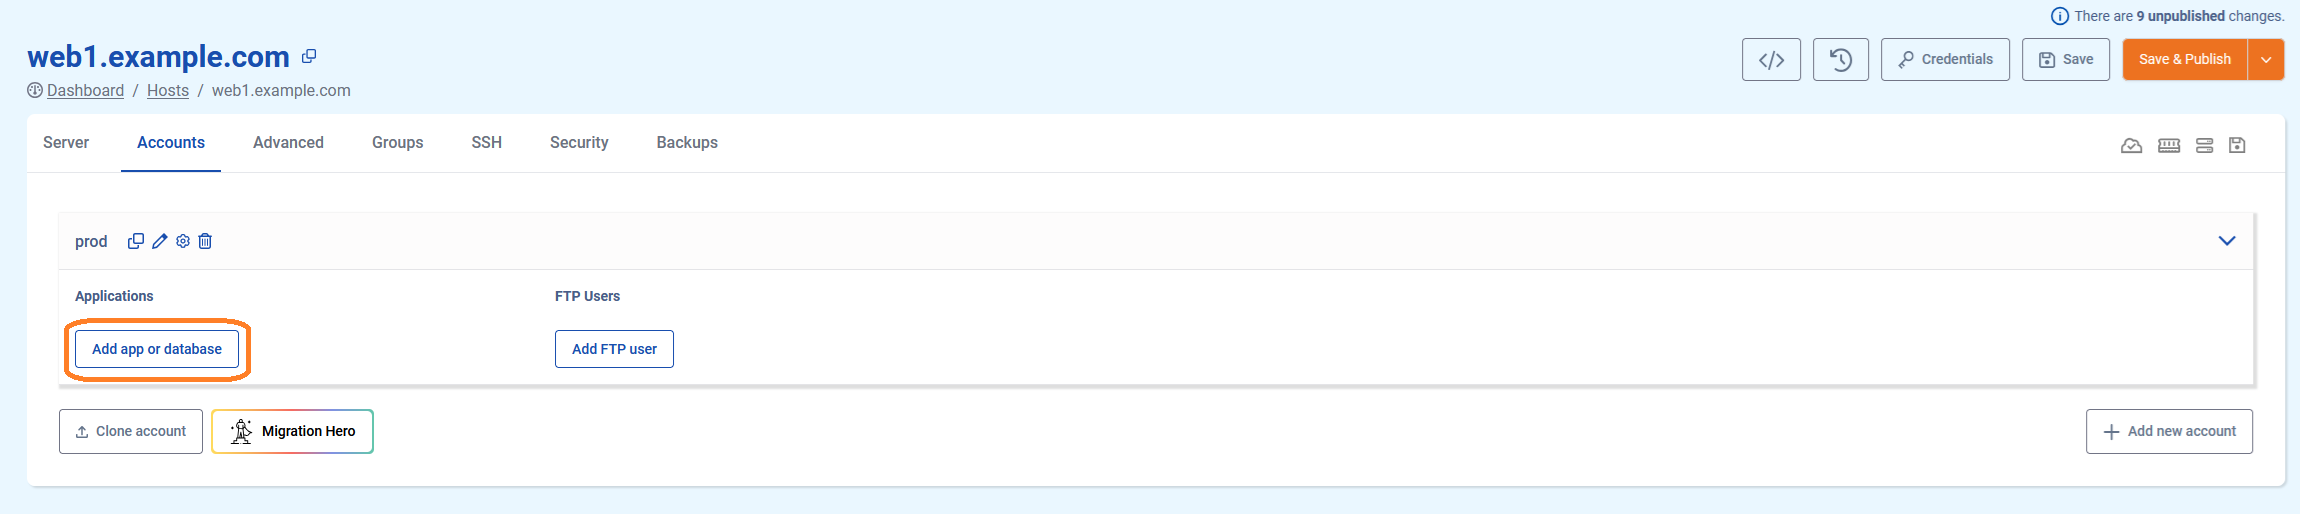 There are 9 unpublished changes.
web1.example.com
Credentials
Save
Save & Publish
Dashboard / Hosts / web1.example.com
Server Accounts Advanced Groups SSH Security Backups
prod
Applications FTP Users
Add app or database Add FTP user
Clone account Migration Hero Add new account